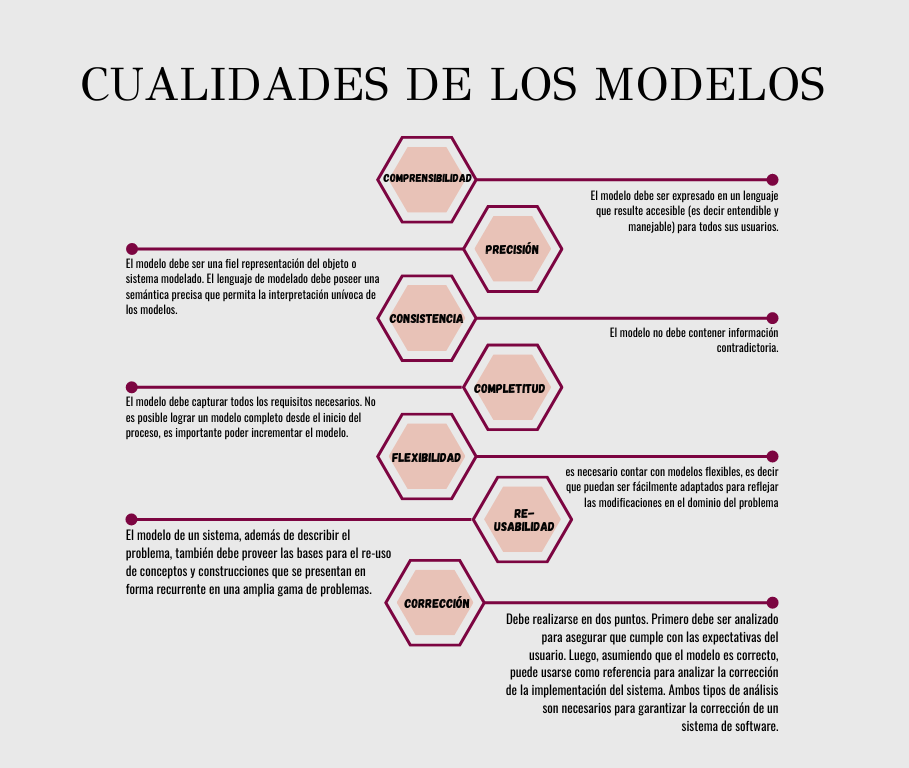 CUALIDADES DE LOS MODELOS
COMPRENSIBILIDAD
El modelo debe ser expresado en un lenguaje
que resulte accesible (es decir entendible y
manejable) para todos sus usuarios.
PRECISIÓN
El modelo debe ser una fiel representación del objeto o
sistema modelado. El lenguaje de modelado debe poseer una
semántica precisa que permita la interpretación unívoca de
los modelos.
CONSISTENCIA
El modelo no debe contener información
contradictoria.
COMPLETITUD
El modelo debe capturar todos los requisitos necesarios. No
es posible lograr un modelo completo desde el inicio del
proceso, es importante poder incrementar el modelo.
FLEXIBILIDAD
es necesario contar con modelos flexibles, es decir
que puedan ser fácilmente adaptados para reflejar
las modificaciones en el dominio del problema
RE-
USABILIDAD
El modelo de un sistema, además de describir el
problema, también debe proveer las bases para el re-uso
de conceptos y construcciones que se presentan en
forma recurrente en una amplia gama de problemas.
CORRECCIÓN
Debe realizarse en dos puntos. Primero debe ser analizado
para asegurar que cumple con las expectativas del
usuario. Luego, asumiendo que el modelo es correcto,
puede usarse como referencia para analizar la corrección
de la implementación del sistema. Ambos tipos de análisis
son necesarios para garantizar la corrección de un
sistema de software.